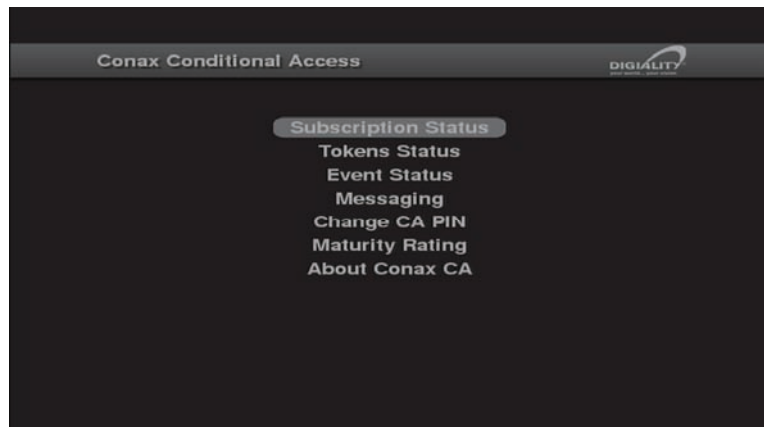 Conax Conditional Access
DIGIALITY
Subscription Status
Tokens Status
Event Status
Messaging
Change CA PIN
Maturity Rating
About Conax CA